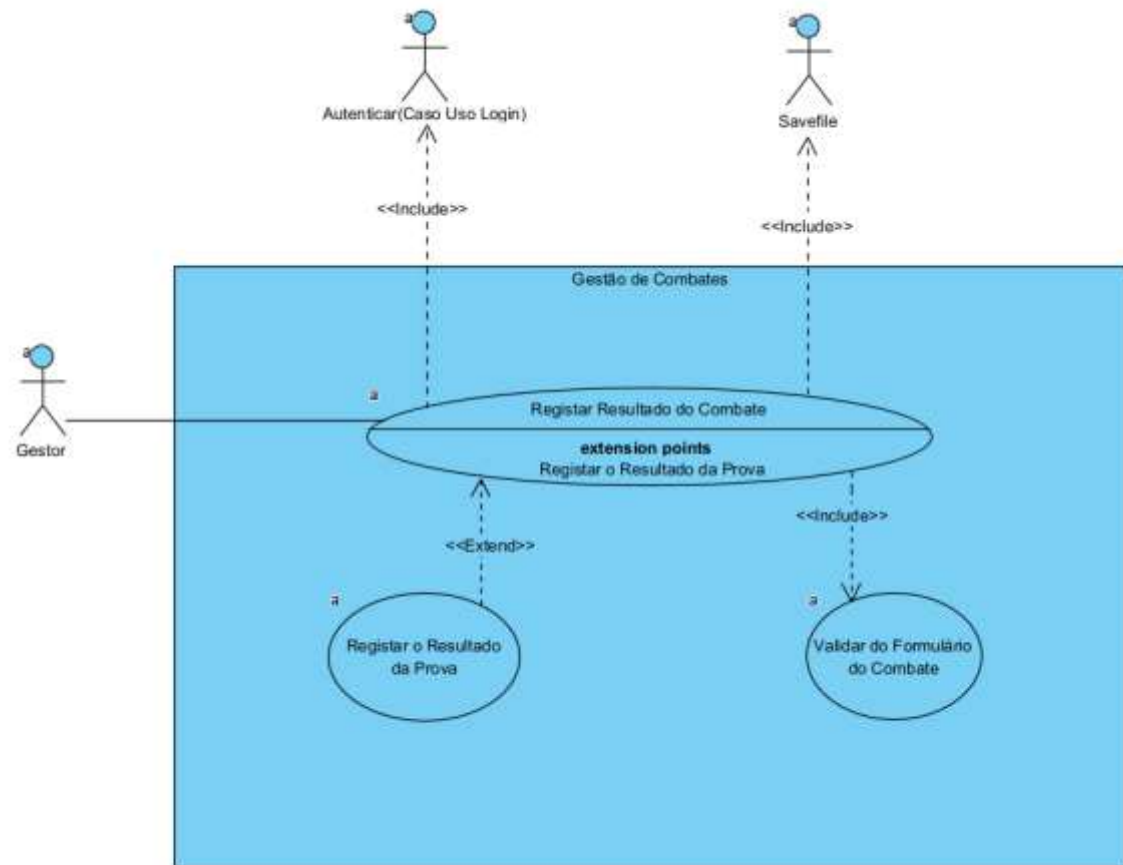 a
Autenticar(Caso Uso Login)
a
Savefile
<<Include>>
<<Include>>
Gestão de Combates
a
Gestor
a
Registar Resultado do Combate
extension points
Registar o Resultado da Prova
<<Include>>
<<Extend>>
a
Registar o Resultado
da Prova
a
Validar do Formulário
do Combate